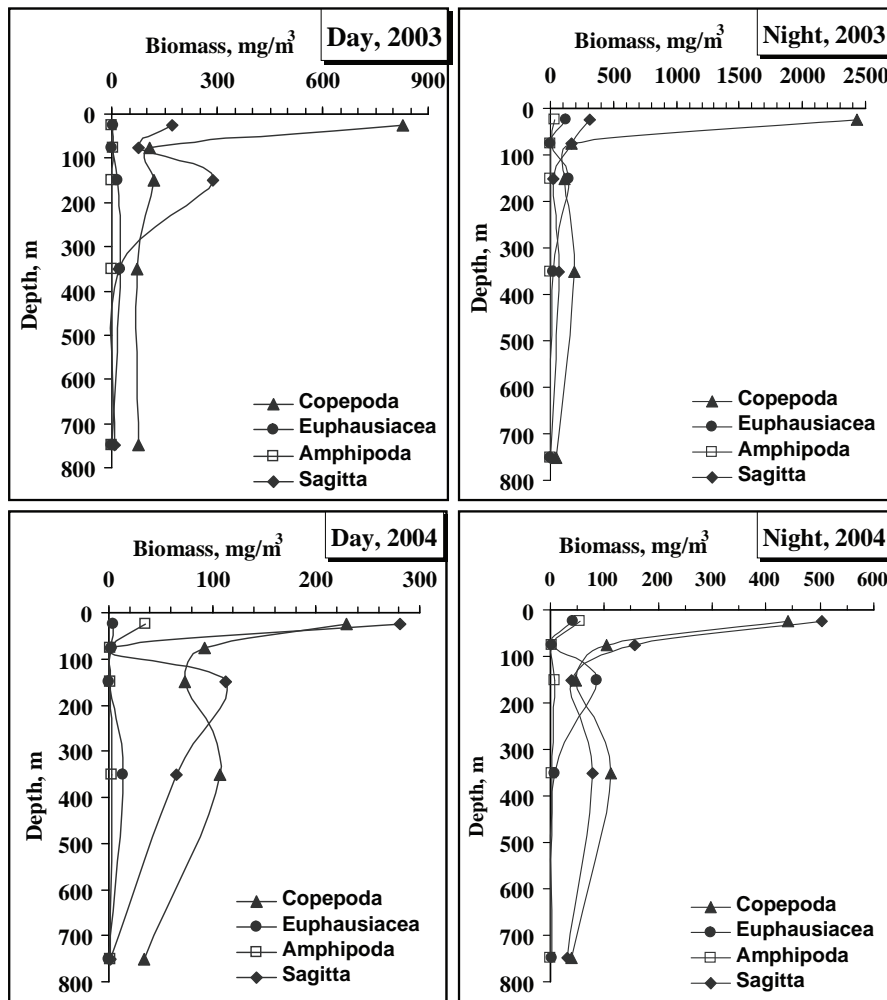 Biomass, mg/m3
Day, 2003
0 300 600 900
0
100
200
300
400
500
600
700
800
Depth, m
Copepoda
Euphausiacea
Amphipoda
Sagitta
Biomass, mg/m3
Night, 2003
0 500 1000 1500 2000 2500
0
100
200
300
400
500
600
700
800
Depth, m
Copepoda
Euphausiacea
Amphipoda
Sagitta
Biomass, mg/m3
Day, 2004
0 100 200 300
0
100
200
300
400
500
600
700
800
Depth, m
Copepoda
Euphausiacea
Amphipoda
Sagitta
Biomass, mg/m3
Night, 2004
0 100 200 300 400 500 600
0
100
200
300
400
500
600
700
800
Depth, m
Copepoda
Euphausiacea
Amphipoda
Sagitta